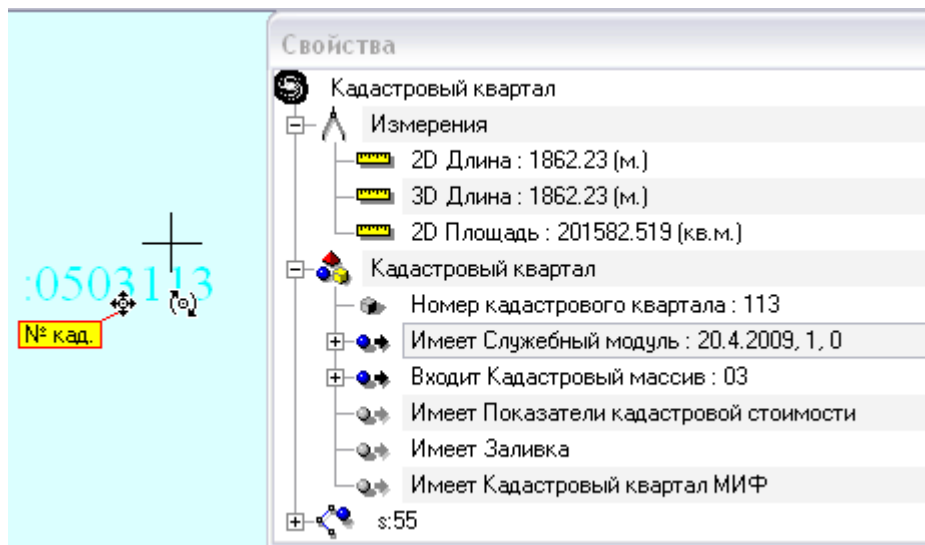 Свойства
Кадастровый квартал
Измерения
2D Длина : 1862.23 (м.)
3D Длина : 1862.23 (м.)
2D Площадь : 201582.519 (кв.м.)
Кадастровый квартал
Номер кадастрового квартала : 113
Имеет Служебный модуль : 20.4.2009, 1, 0
Входит Кадастровый массив : 03
Имеет Показатели кадастровой стоимости
Имеет Заливка
Имеет Кадастровый квартал МИФ
s:55
:0503113
№ кад.